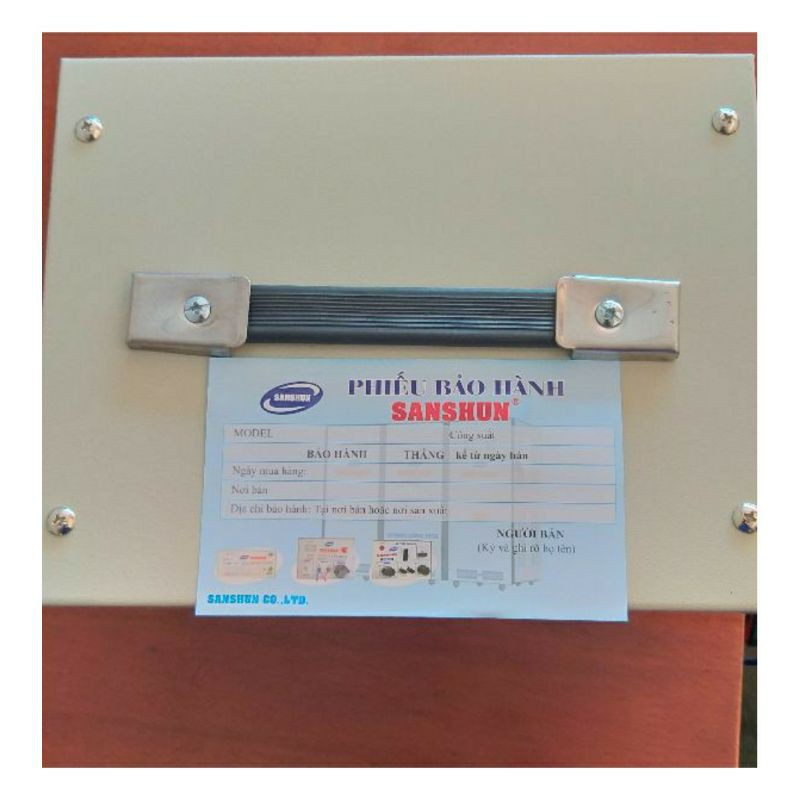 SANSHUN
PHIẾU BẢO HÀNH
SANSHUN®
MODEL Công suất
BẢO HÀNH THÁNG kể từ ngày bán
Ngày mua hàng:
Nơi bán
Địa chỉ bảo hành: Tại nơi bán hoặc nơi sản xuất
NGƯỜI BÁN
(Ký và ghi rõ họ tên)
SANSHUN CO.,LTD.